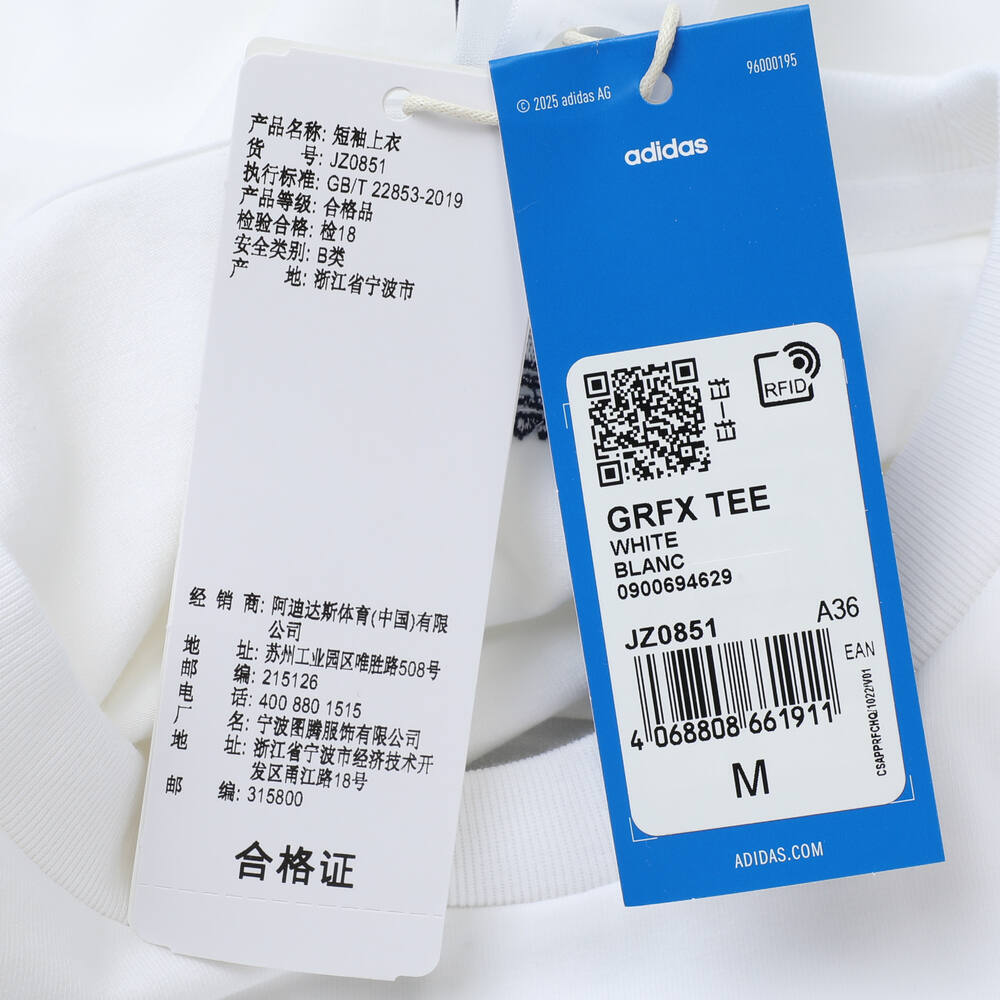 产品名称: 短袖上衣
货 号: JZ0851
执行标准: GB/T 22853-2019
产品等级: 合格品
检验合格: 检18
安全类别: B类
产 地: 浙江省宁波市
经 销 商: 阿迪达斯体育(中国)有限
公司
地 址: 苏州工业园区唯胜路508号
邮 编: 215126
电 话: 400 880 1515
厂 名: 宁波图腾服饰有限公司
地 址: 浙江省宁波市经济技术开
发区甬江路18号
邮 编: 315800
合格证
96000195
© 2025 adidas AG
adidas
RFID
GRFX TEE
WHITE
BLANC
0900694629
JZ0851
A36
EAN
4 068808 661911
CSAPPRFCHQ/1022/V01
M
ADIDAS.COM